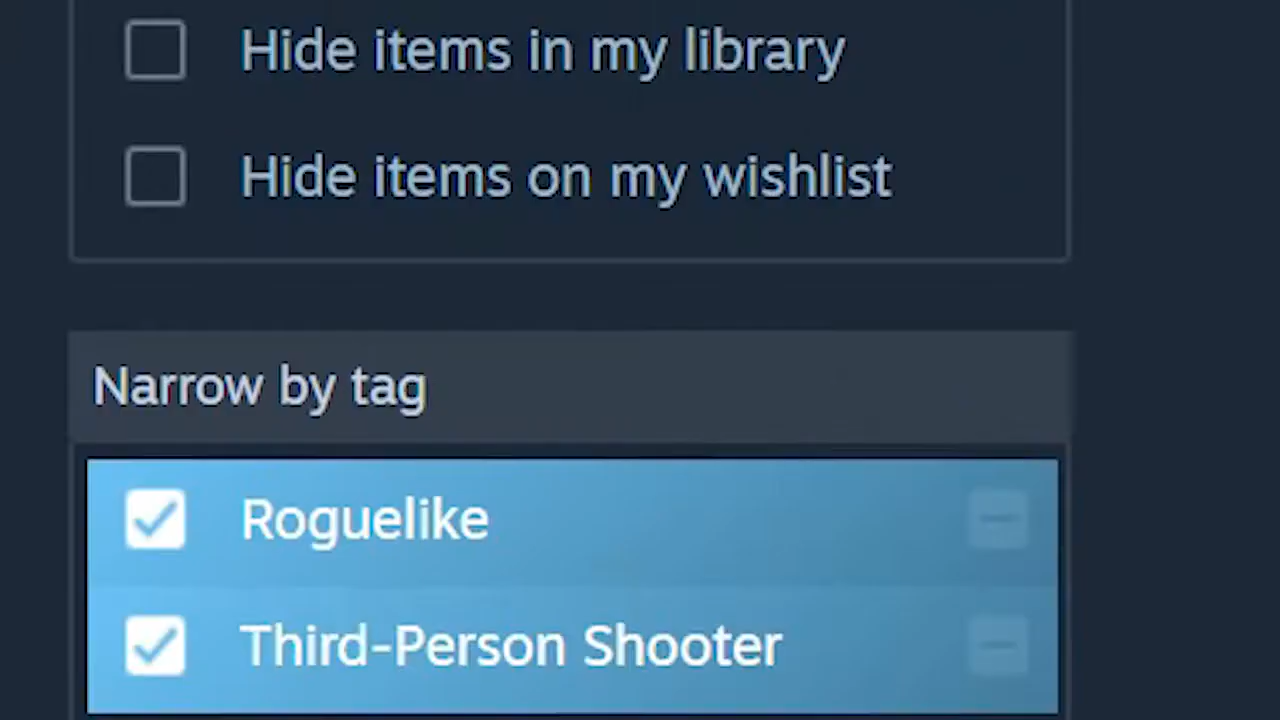 Hide items in my library
Hide items on my wishlist
Narrow by tag
Roguelike
Third-Person Shooter